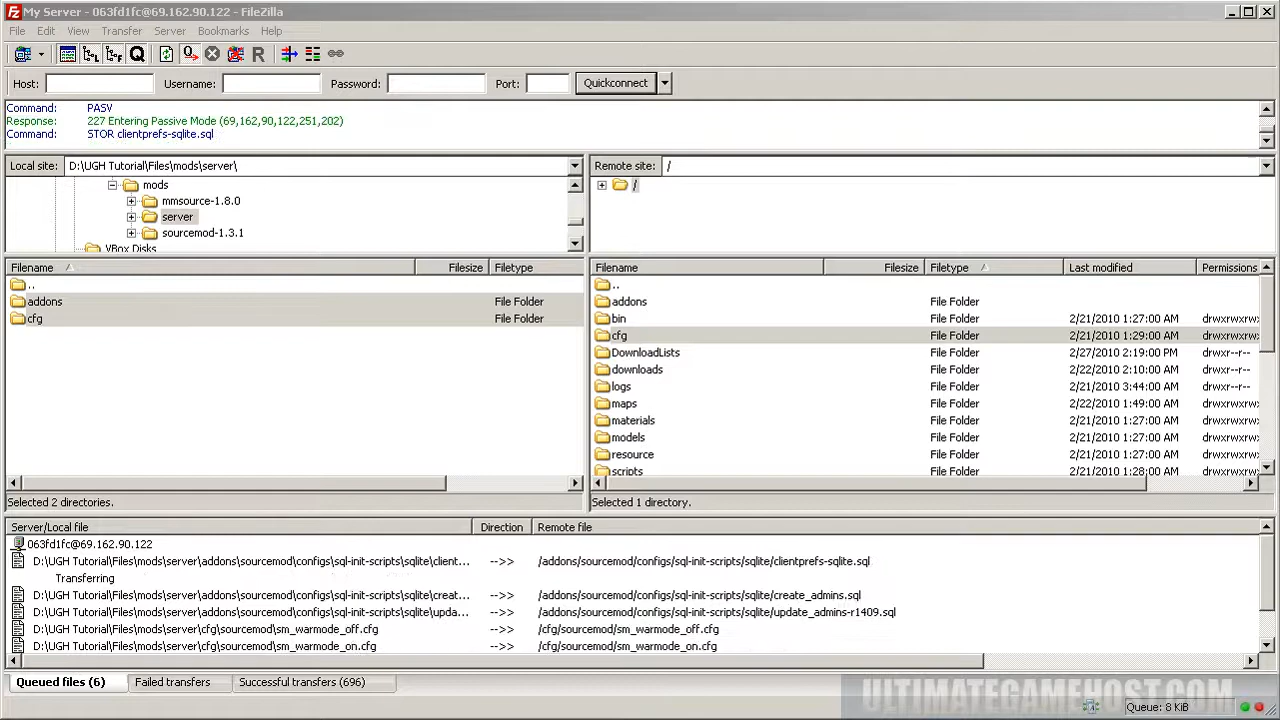 My Server - 063fd1fc@69.162.90.122 - FileZilla
File Edit View Transfer Server Bookmarks Help
Host: Username: Password: Port: Quickconnect
Command: PASV
Response: 227 Entering Passive Mode (69,162,90,122,251,202)
Command: STOR clientprefs-sqlite.sql
Local site: D:\UGH Tutorial\Files\mods\server\
mods
mmsource-1.8.0
server
sourcemod-1.3.1
VBox Disks
Remote site: /
/
Filename Filesize Filetype
..
addons File Folder
cfg File Folder
Selected 2 directories.
Filename Filesize Filetype Last modified Permissions
..
addons File Folder
bin File Folder 2/21/2010 1:27:00 AM drwxrwxrwx
cfg File Folder 2/21/2010 1:29:00 AM drwxrwxrwx
DownloadLists File Folder 2/27/2010 2:19:00 PM drwxr--r--
downloads File Folder 2/22/2010 2:10:00 AM drwxr--r--
logs File Folder 2/21/2010 3:44:00 AM drwxr--r--
maps File Folder 2/22/2010 1:49:00 AM drwxrwxrwx
materials File Folder 2/21/2010 1:27:00 AM drwxrwxrwx
models File Folder 2/21/2010 1:27:00 AM drwxrwxrwx
resource File Folder 2/21/2010 1:27:00 AM drwxrwxrwx
scripts File Folder 2/21/2010 1:28:00 AM drwxrwxrwx
Selected 1 directory.
Server/Local file Direction Remote file
063fd1fc@69.162.90.122
D:\UGH Tutorial\Files\mods\server\addons\sourcemod\configs\sql-init-scripts\sqlite\client... -->> /addons/sourcemod/configs/sql-init-scripts/sqlite/clientprefs-sqlite.sql
Transferring
D:\UGH Tutorial\Files\mods\server\addons\sourcemod\configs\sql-init-scripts\sqlite\creat... -->> /addons/sourcemod/configs/sql-init-scripts/sqlite/create_admins.sql
D:\UGH Tutorial\Files\mods\server\addons\sourcemod\configs\sql-init-scripts\sqlite\upda... -->> /addons/sourcemod/configs/sql-init-scripts/sqlite/update_admins-r1409.sql
D:\UGH Tutorial\Files\mods\server\cfg\sourcemod\sm_warmode_off.cfg -->> /cfg/sourcemod/sm_warmode_off.cfg
D:\UGH Tutorial\Files\mods\server\cfg\sourcemod\sm_warmode_on.cfg -->> /cfg/sourcemod/sm_warmode_on.cfg
Queued files (6) Failed transfers Successful transfers (696)
ULTIMATEGAMEHOST.COM
Queue: 8 KiB